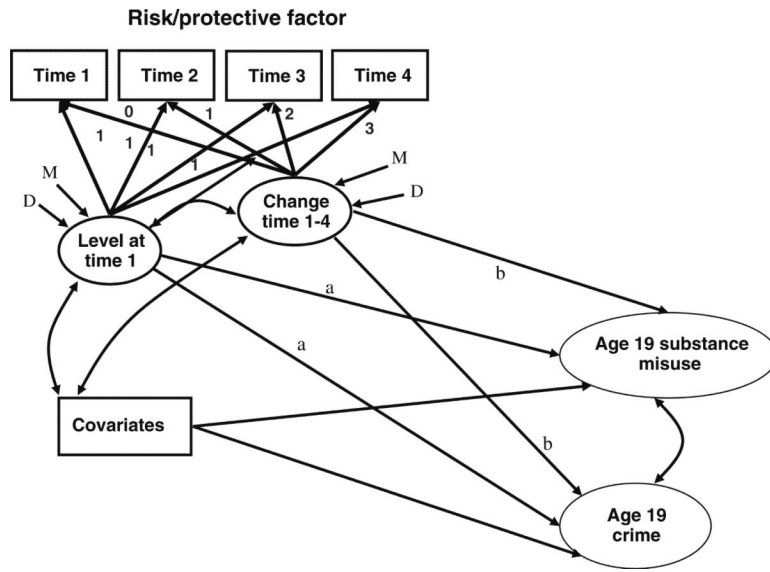 Risk/protective factor
Time 1
Time 2
Time 3
Time 4
0
1
2
3
1
1
1
1
M
D
M
D
Level at
time 1
Change
time 1-4
a
b
a
b
Age 19 substance
misuse
Covariates
Age 19
crime